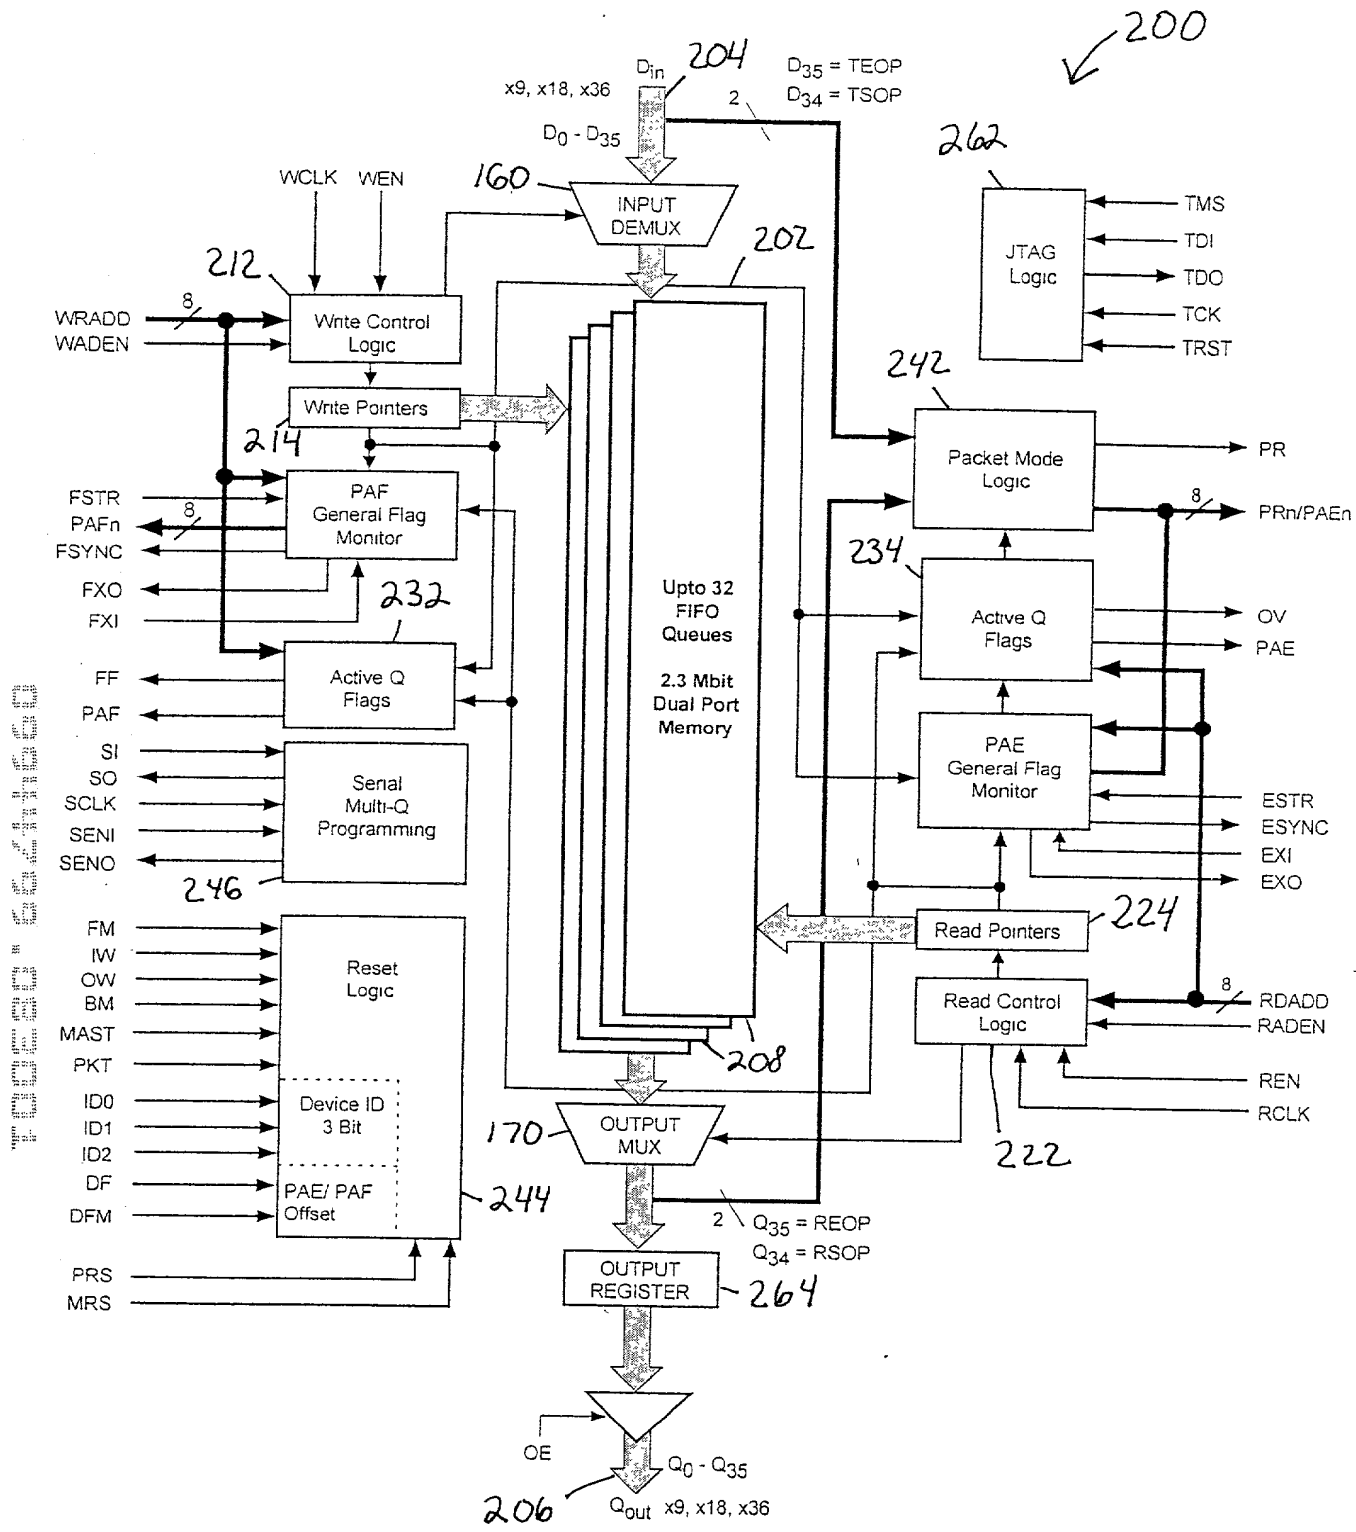 200
Din
204
D35 = TEOP
x9, x18, x36
2
D34 = TSOP
D0 - D35
262
WCLK
WEN
160
INPUT
DEMUX
TMS
TDI
JTAG
Logic
TDO
TCK
TRST
202
212
8
WRADD
WADEN
Write Control
Logic
Write Pointers
214
242
Packet Mode
Logic
PR
8
PRn/PAEn
PAF
General Flag
Monitor
FSTR
PAFn
8
FSYNC
FXO
FXI
232
Active Q
Flags
FF
PAF
234
Active Q
Flags
OV
PAE
Upto 32
FIFO
Queues
2.3 Mbit
Dual Port
Memory
PAE
General Flag
Monitor
ESTR
ESYNC
EXI
EXO
SI
SO
SCLK
SENI
SENO
Serial
Multi-Q
Programming
246
Read Pointers
224
Read Control
Logic
8
RDADD
RADEN
REN
RCLK
222
208
FM
IW
OW
BM
MAST
PKT
ID0
ID1
ID2
DF
DFM
PRS
MRS
Reset
Logic
Device ID
3 Bit
PAE/ PAF
Offset
244
OUTPUT
MUX
170
2
Q35 = REOP
Q34 = RSOP
OUTPUT
REGISTER
264
OE
Q0 - Q35
206
Qout x9, x18, x36